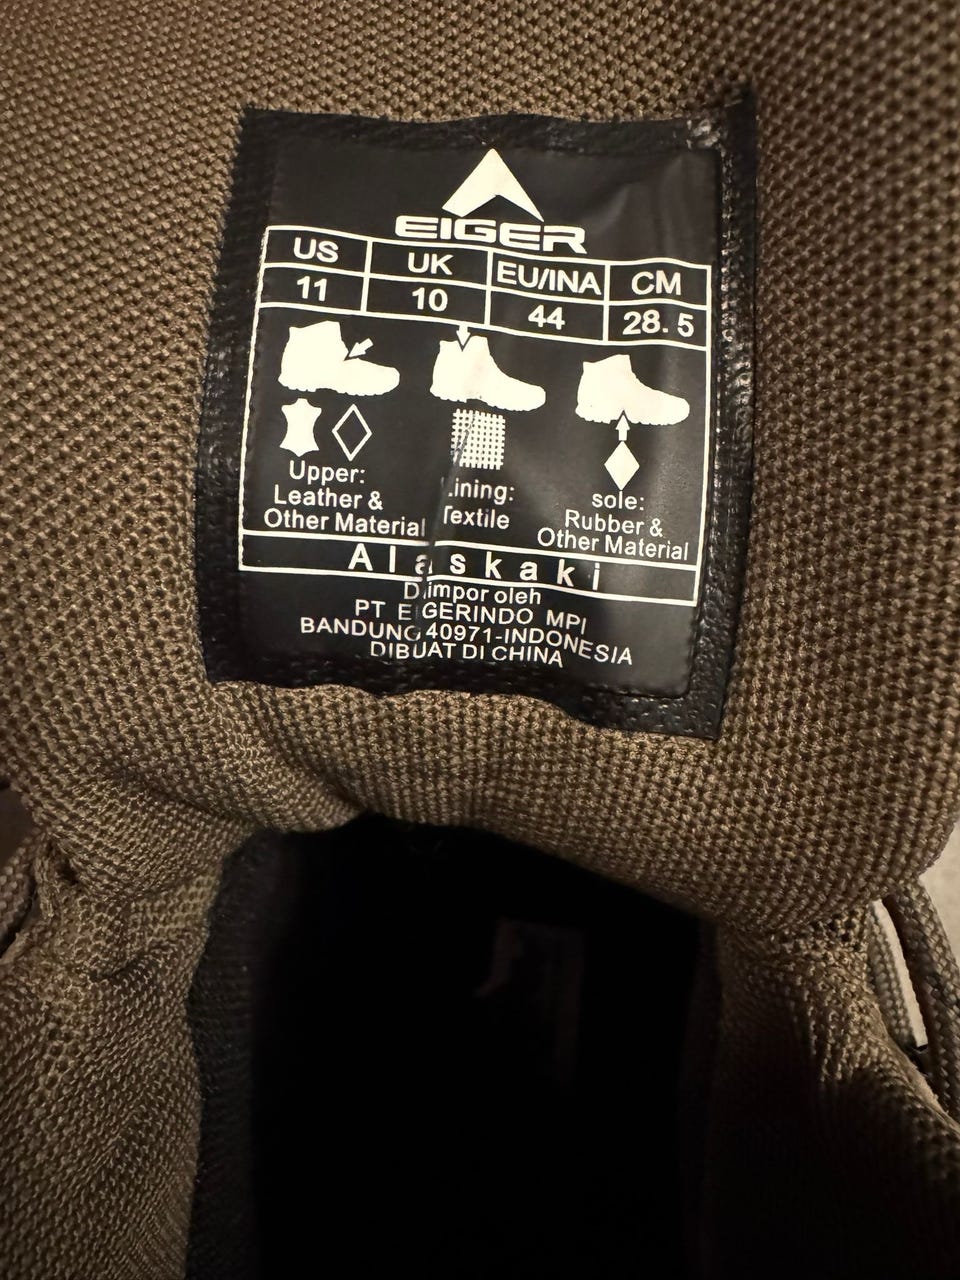 EIGER
US UK EU/INA CM
11 10 44 28.5
Upper:
Leather &
Other Material
Lining:
Textile
sole:
Rubber &
Other Material
Alaskaki
Diimpor oleh
PT EIGERINDO MPI
BANDUNG 40971-INDONESIA
DIBUAT DI CHINA